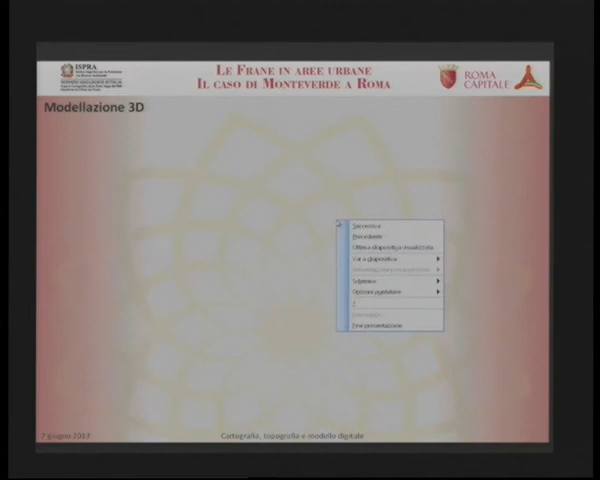 ISPRA
LE FRANE IN AREE URBANE
IL CASO DI MONTEVERDE A ROMA
ROMA
CAPITALE
Modellazione 3D
Successiva
Precedente
Ultima diapositiva visualizzata
Vai a diapositiva
Schermo
Opzioni puntatore
?
Fine presentazione
7 giugno 2013
Cartografia, topografia e modello digitale